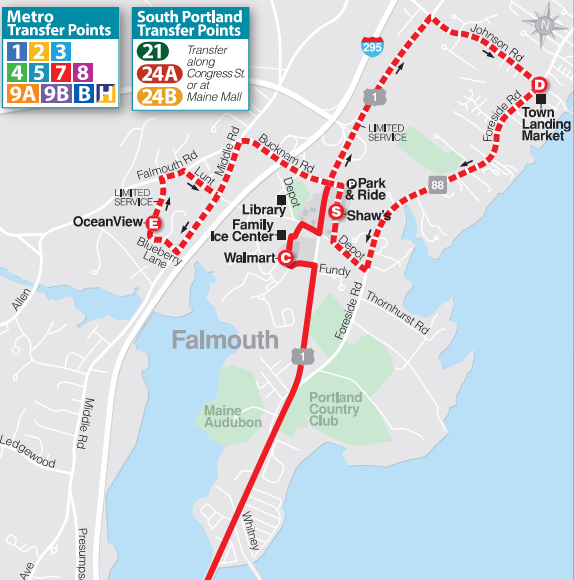 Metro
Transfer Points
1 2 3
4 5 7 8
9A 9B B H
South Portland
Transfer Points
21
24A
24B
Transfer
along
Congress St.
or at
Maine Mall
295
Johnson Rd
N
1
D
Town
Landing
Market
Foreside Rd
LIMITED
SERVICE
Middle Rd
Bucknam Rd
Falmouth Rd
Lunt
88
P Park
& Ride
Depot
LIMITED
SERVICE
Library
S Shaw's
OceanView
E
Family
Ice Center
Blueberry
Lane
Walmart
C
Depot
Fundy
Allen
Foreside Rd
Thornhurst Rd
Falmouth
1
Maine
Audubon
Portland
Country
Club
Middle Rd
Ledgewood
Whitney
Presumps
Ave